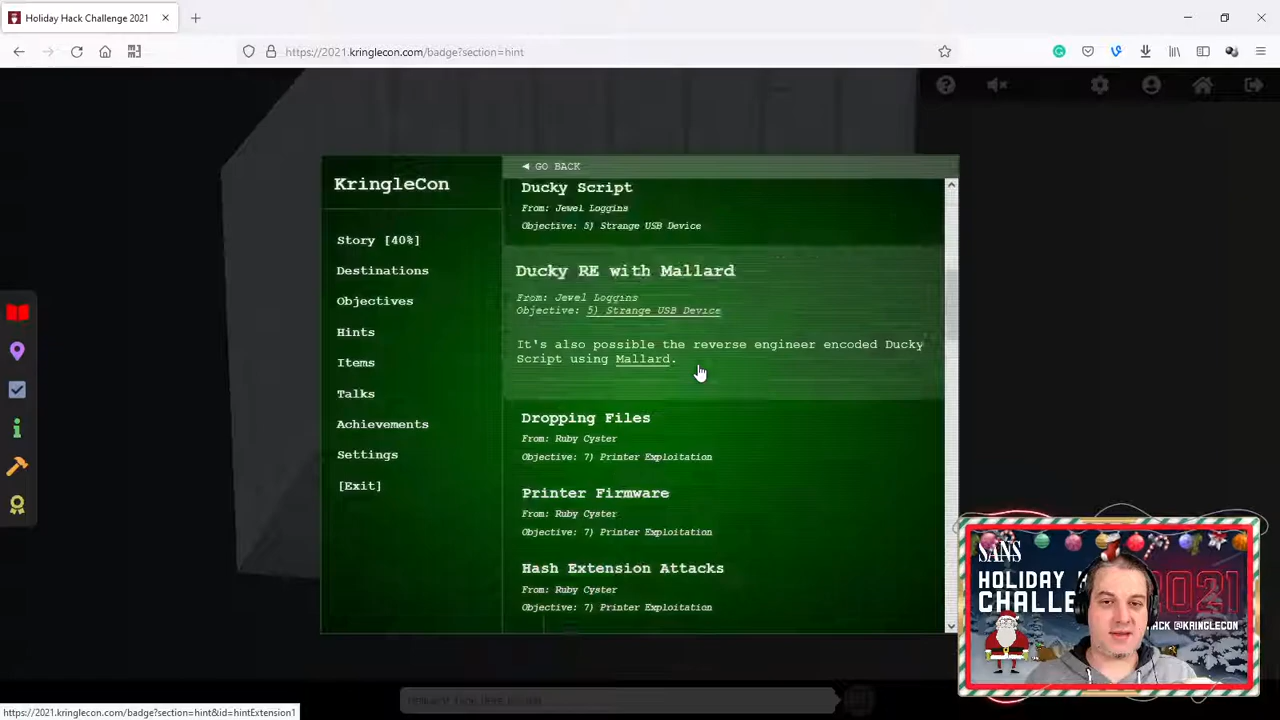 Holiday Hack Challenge 2021
https://2021.kringlecon.com/badge?section=hint
◄ GO BACK
KringleCon
Story [40%]
Destinations
Objectives
Hints
Items
Talks
Achievements
Settings
[Exit]
Ducky Script
From: Jewel Loggins
Objective: 5) Strange USB Device
Ducky RE with Mallard
From: Jewel Loggins
Objective: 5) Strange USB Device
It's also possible the reverse engineer encoded Ducky
Script using Mallard.
Dropping Files
From: Ruby Cyster
Objective: 7) Printer Exploitation
Printer Firmware
From: Ruby Cyster
Objective: 7) Printer Exploitation
Hash Extension Attacks
From: Ruby Cyster
Objective: 7) Printer Exploitation
SANS
HOLIDAY
CHALLE
2021
@KRINGLECON
https://2021.kringlecon.com/badge?section=hint&id=hintExtension1